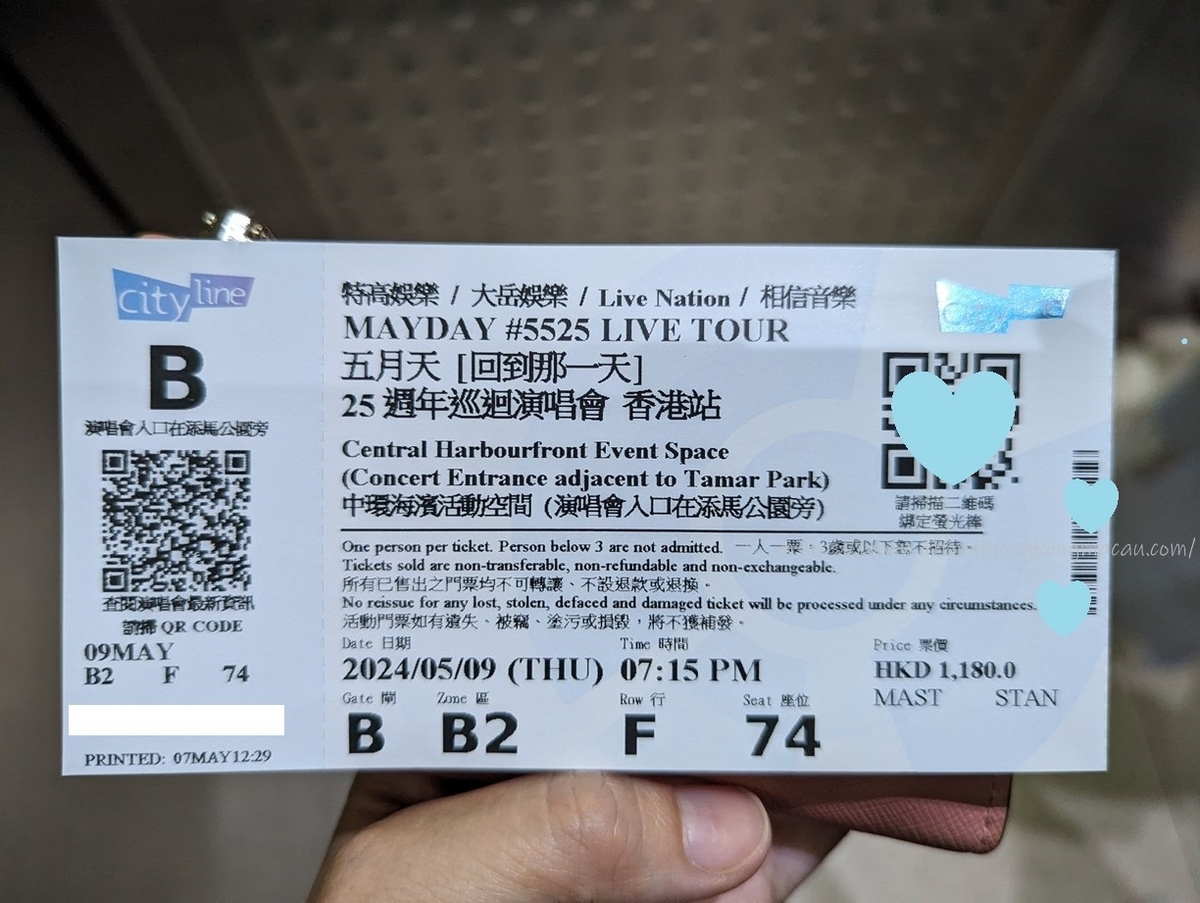 city line
B
演唱會入口在添馬公園旁
查閱演唱會最新資訊
請掃 QR CODE
09MAY
B2 F 74
PRINTED: 07MAY12:29
特高娛樂 / 大岳娛樂 / Live Nation / 相信音樂
MAYDAY #5525 LIVE TOUR
五月天 [回到那一天]
25 週年巡迴演唱會 香港站
Central Harbourfront Event Space
(Concert Entrance adjacent to Tamar Park)
中環海濱活動空間 (演唱會入口在添馬公園旁)
請掃描二維碼
綁定螢光棒
One person per ticket. Person below 3 are not admitted. 一人一票，3歲或以下恕不招待。
Tickets sold are non-transferable, non-refundable and non-exchangeable.
所有已售出之門票均不可轉讓、不設退款或退換。
No reissue for any lost, stolen, defaced and damaged ticket will be processed under any circumstances.
活動門票如有遺失、被竊、塗污或損毀，將不獲補發。
Date 日期 Time 時間 Price 票價
2024/05/09 (THU) 07:15 PM HKD 1,180.0
Gate 閘 Zone 區 Row 行 Seat 座位 MAST STAN
B B2 F 74